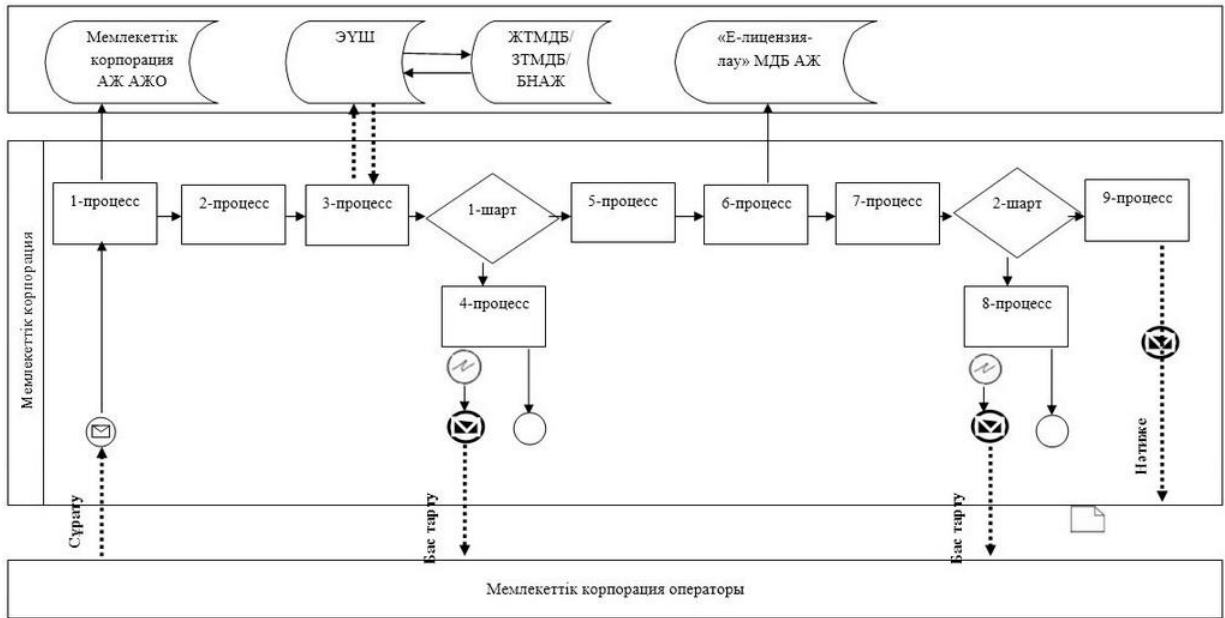 Мемлекеттік
корпорация
АЖ АЖО
ЭҮШ
ЖТМДБ/
ЗТМДБ/
БНАЖ
«Е-лицензия-
лау» МДБ АЖ
Мемлекеттік корпорация
1-процесс
2-процесс
3-процесс
1-шарт
5-процесс
6-процесс
7-процесс
2-шарт
9-процесс
4-процесс
8-процесс
Сұрату
Бас тарту
Бас тарту
Нәтиже
Мемлекеттік корпорация операторы